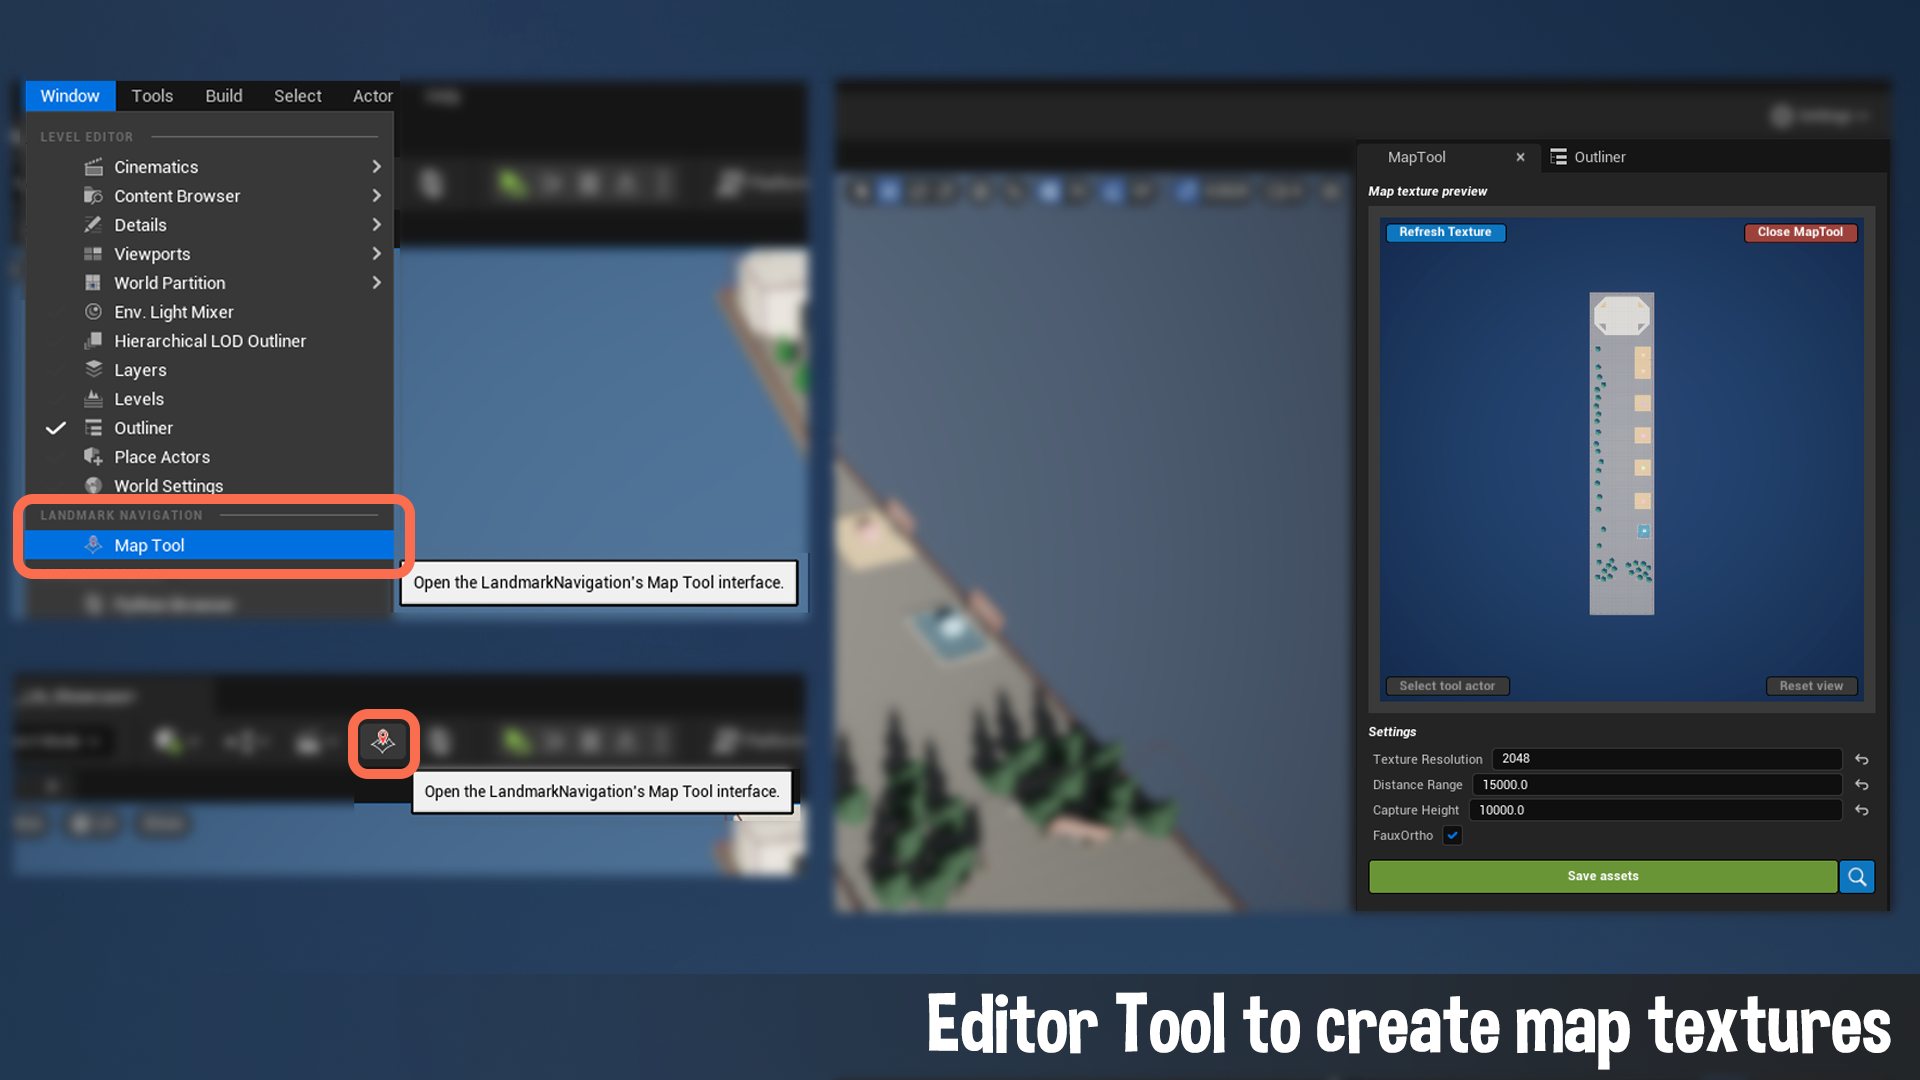 Window Tools Build Select Actor
LEVEL EDITOR
Cinematics
Content Browser
Details
Viewports
World Partition
Env. Light Mixer
Hierarchical LOD Outliner
Layers
Levels
Outliner
Place Actors
World Settings
LANDMARK NAVIGATION
Map Tool
Open the LandmarkNavigation's Map Tool interface.
Open the LandmarkNavigation's Map Tool interface.
MapTool
Outliner
Map texture preview
Refresh Texture
Close MapTool
Select tool actor
Reset view
Settings
Texture Resolution 2048
Distance Range 15000.0
Capture Height 10000.0
FauxOrtho
Save assets
Editor Tool to create map textures